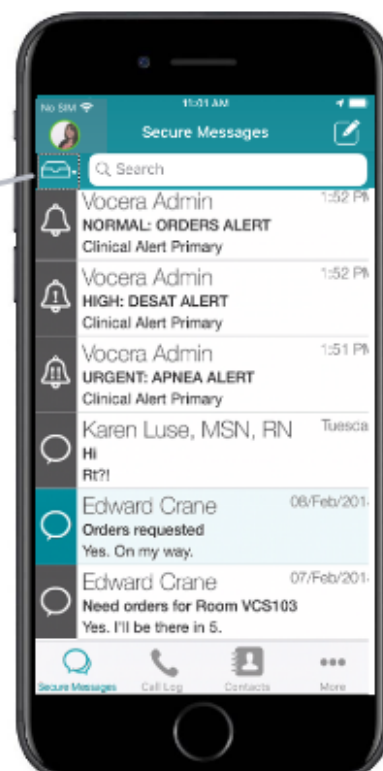 No SIM 11:01 AM
Secure Messages
Search
Vocera Admin 1:52 PM
NORMAL: ORDERS ALERT
Clinical Alert Primary
Vocera Admin 1:52 PM
HIGH: DESAT ALERT
Clinical Alert Primary
Vocera Admin 1:51 PM
URGENT: APNEA ALERT
Clinical Alert Primary
Karen Luse, MSN, RN Tuesda
Hi
Rt?!
Edward Crane 08/Feb/201
Orders requested
Yes. On my way.
Edward Crane 07/Feb/201
Need orders for Room VCS103
Yes. I'll be there in 5.
Secure Messages Call Log Contacts More